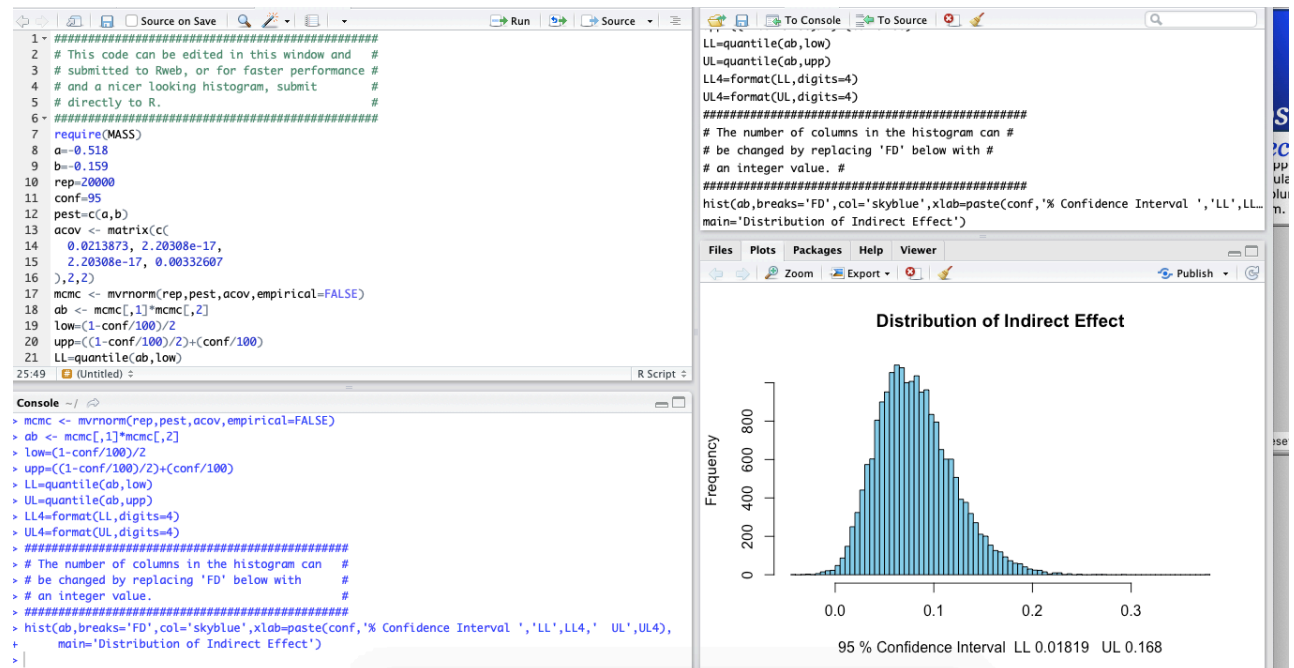 Source on Save
Run
Source
1 ################################################
2 # This code can be edited in this window and   #
3 # submitted to Rweb, or for faster performance #
4 # and a nicer looking histogram, submit        #
5 # directly to R.                               #
6 ################################################
7 require(MASS)
8 a=-0.518
9 b=-0.159
10 rep=20000
11 conf=95
12 pest=c(a,b)
13 acov <- matrix(c(
14   0.0213873, 2.20308e-17,
15   2.20308e-17, 0.00332607
16 ),2,2)
17 mcmc <- mvrnorm(rep,pest,acov,empirical=FALSE)
18 ab <- mcmc[,1]*mcmc[,2]
19 low=(1-conf/100)/2
20 upp=((1-conf/100)/2)+(conf/100)
21 LL=quantile(ab,low)
25:49 (Untitled) R Script
Console ~/
> mcmc <- mvrnorm(rep,pest,acov,empirical=FALSE)
> ab <- mcmc[,1]*mcmc[,2]
> low=(1-conf/100)/2
> upp=((1-conf/100)/2)+(conf/100)
> LL=quantile(ab,low)
> UL=quantile(ab,upp)
> LL4=format(LL,digits=4)
> UL4=format(UL,digits=4)
> ################################################
> # The number of columns in the histogram can   #
> # be changed by replacing 'FD' below with      #
> # an integer value.                            #
> ################################################
> hist(ab,breaks='FD',col='skyblue',xlab=paste(conf,'% Confidence Interval ','LL',LL4,'  UL',UL4),
+      main='Distribution of Indirect Effect')
>
To Console To Source
LL=quantile(ab,low)
UL=quantile(ab,upp)
LL4=format(LL,digits=4)
UL4=format(UL,digits=4)
################################################
# The number of columns in the histogram can #
# be changed by replacing 'FD' below with #
# an integer value. #
################################################
hist(ab,breaks='FD',col='skyblue',xlab=paste(conf,'% Confidence Interval ','LL',LL…
main='Distribution of Indirect Effect')
Files Plots Packages Help Viewer
Zoom Export Publish
Distribution of Indirect Effect
Frequency
0 200 400 600 800
0.0 0.1 0.2 0.3
95 % Confidence Interval  LL 0.01819   UL 0.168